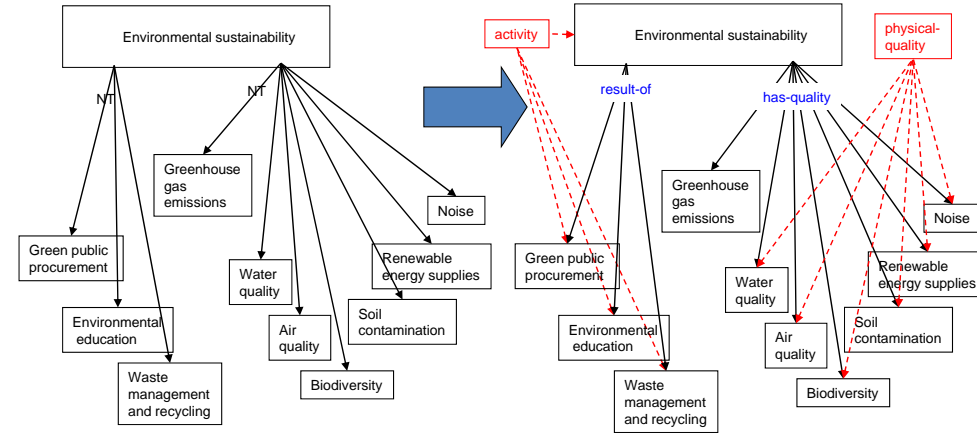 Environmental sustainability
NT
NT
Greenhouse
gas
emissions
Noise
Green public
procurement
Renewable
energy supplies
Water
quality
Environmental
education
Air
quality
Soil
contamination
Waste
management
and recycling
Biodiversity
activity
Environmental sustainability
physical-
quality
result-of
has-quality
Greenhouse
gas
emissions
Noise
Green public
procurement
Renewable
energy supplies
Water
quality
Environmental
education
Air
quality
Soil
contamination
Waste
management
and recycling
Biodiversity